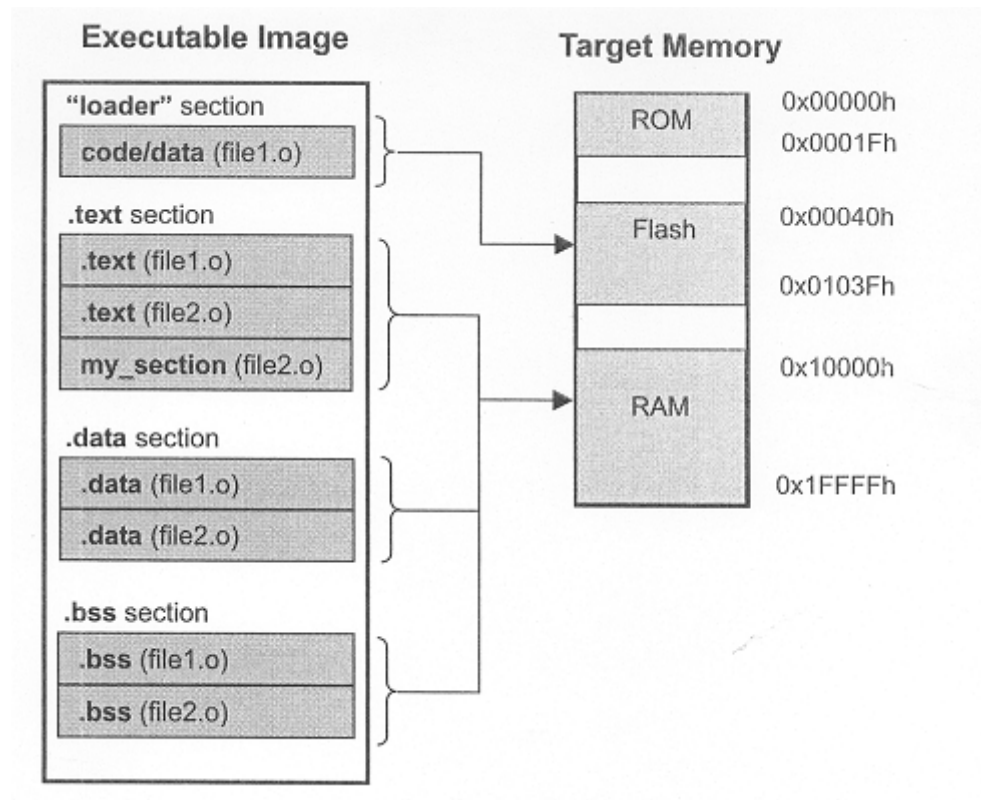 Executable Image
"loader" section
code/data (file1.o)
.text section
.text (file1.o)
.text (file2.o)
my_section (file2.o)
.data section
.data (file1.o)
.data (file2.o)
.bss section
.bss (file1.o)
.bss (file2.o)
Target Memory
ROM
0x00000h
0x0001Fh
Flash
0x00040h
0x0103Fh
RAM
0x10000h
0x1FFFFh